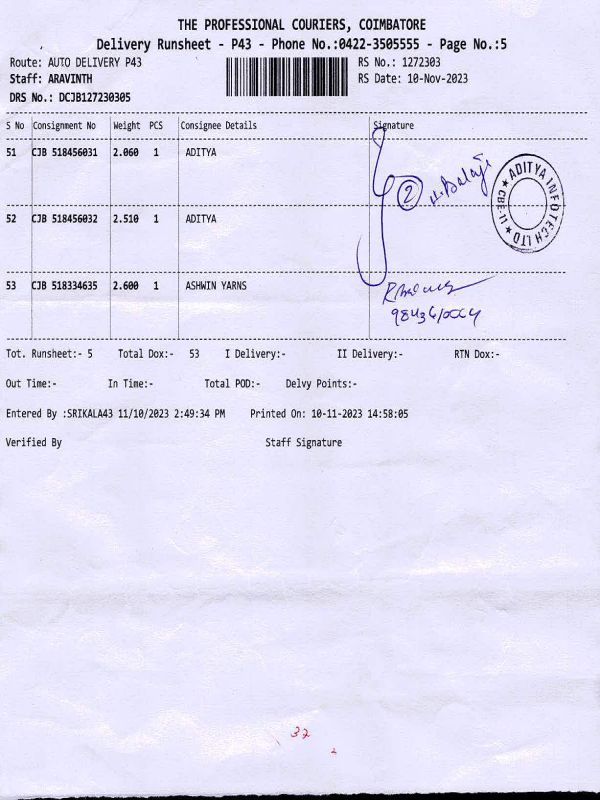 THE PROFESSIONAL COURIERS, COIMBATORE
Delivery Runsheet - P43 - Phone No.:0422-3505555 - Page No.:5
Route: AUTO DELIVERY P43 RS No.: 1272303
Staff: ARAVINTH RS Date: 10-Nov-2023
DRS No.: DCJB127230305
S No Consignment No Weight PCS Consignee Details Signature
51 CJB 518456031 2.060 1 ADITYA
2 Balaji
ADITYA INFOTECH LTD ★ CBE-11 ★
52 CJB 518456032 2.510 1 ADITYA
53 CJB 518334635 2.600 1 ASHWIN YARNS
Tot. Runsheet:- 5 Total Dox:- 53 I Delivery:- II Delivery:- RTN Dox:-
Out Time:- In Time:- Total POD:- Delvy Points:-
Entered By :SRIKALA43 11/10/2023 2:49:34 PM Printed On: 10-11-2023 14:58:05
Verified By Staff Signature
32
2